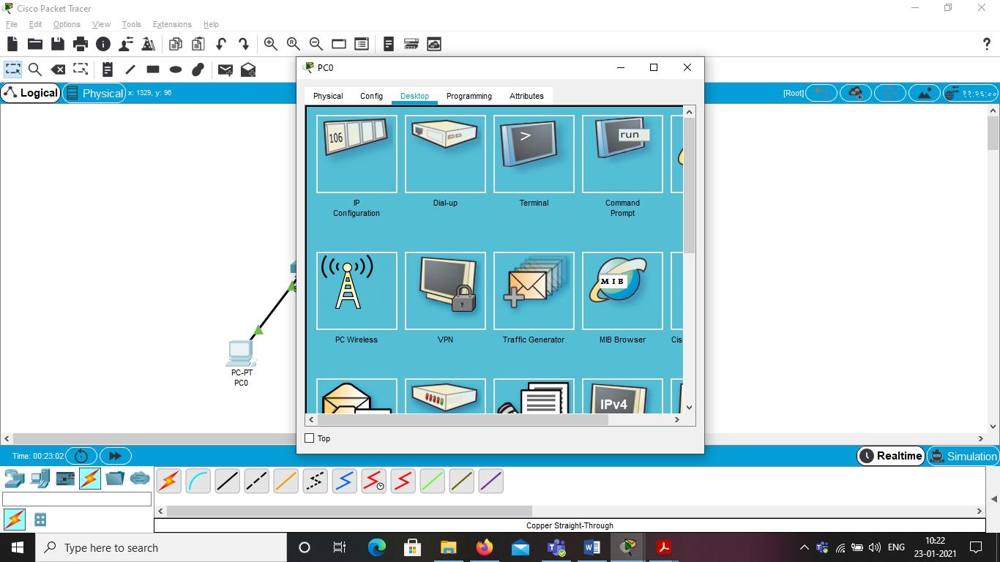 Cisco Packet Tracer
File Edit Options View Tools Extensions Help
PC0
Logical Physical x: 1329, y: 96
[Root]
Physical Config Desktop Programming Attributes
106
>
run
IP
Configuration
Dial-up
Terminal
Command
Prompt
MIB
PC Wireless
VPN
Traffic Generator
MIB Browser
Cis
IPv4
PC-PT
PC0
Top
Time: 00:23:02
Realtime
Simulation
Copper Straight-Through
Type here to search
ENG
10:22
23-01-2021